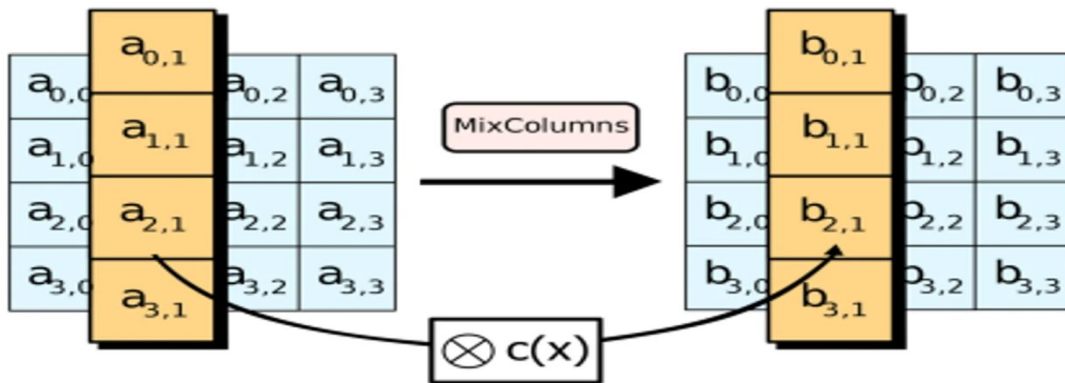 a0,1
a0,0 a0,2 a0,3
a1,1
a1,0 a1,2 a1,3
a2,1
a2,0 a2,2 a2,3
a3,0 a3,2 a3,3
a3,1
MixColumns
⊗ c(x)
b0,1
b0,0 b0,2 b0,3
b1,1
b1,0 b1,2 b1,3
b2,1
b2,0 b2,2 b2,3
b3,0 b3,2 b3,3
b3,1